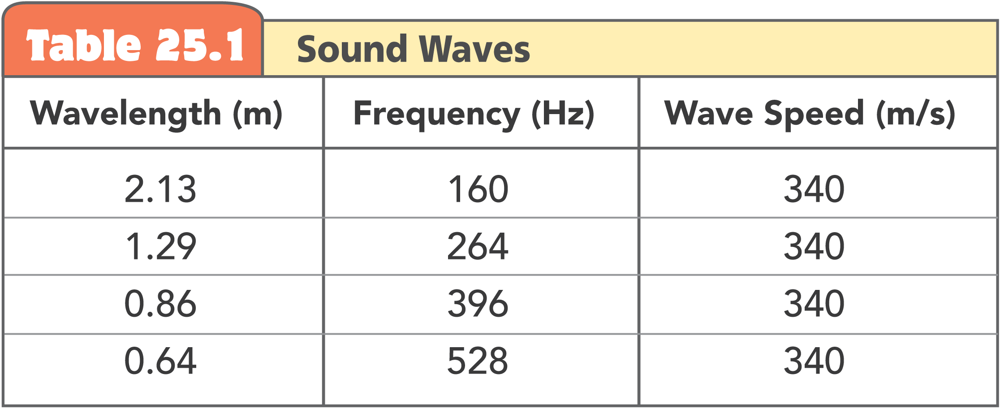 Table 25.1 Sound Waves
Wavelength (m) Frequency (Hz) Wave Speed (m/s)
2.13 160 340
1.29 264 340
0.86 396 340
0.64 528 340